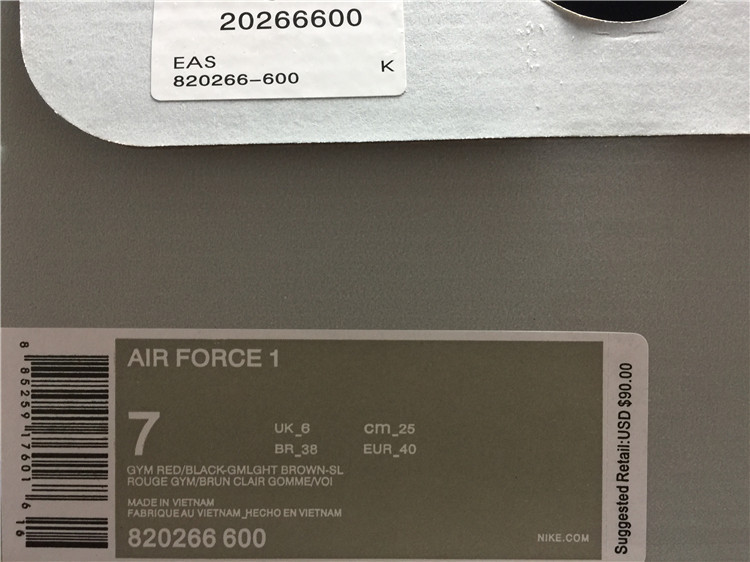 20266600
EAS K
820266-600
AIR FORCE 1
7
UK_6 cm_25
BR_38 EUR_40
GYM RED/BLACK-GMLGHT BROWN-SL
ROUGE GYM/BRUN CLAIR GOMME/VOI
MADE IN VIETNAM
FABRIQUE AU VIETNAM_HECHO EN VIETNAM
820266 600
NIKE.COM
Suggested Retail:USD $90.00
8 85259 17601 6 16